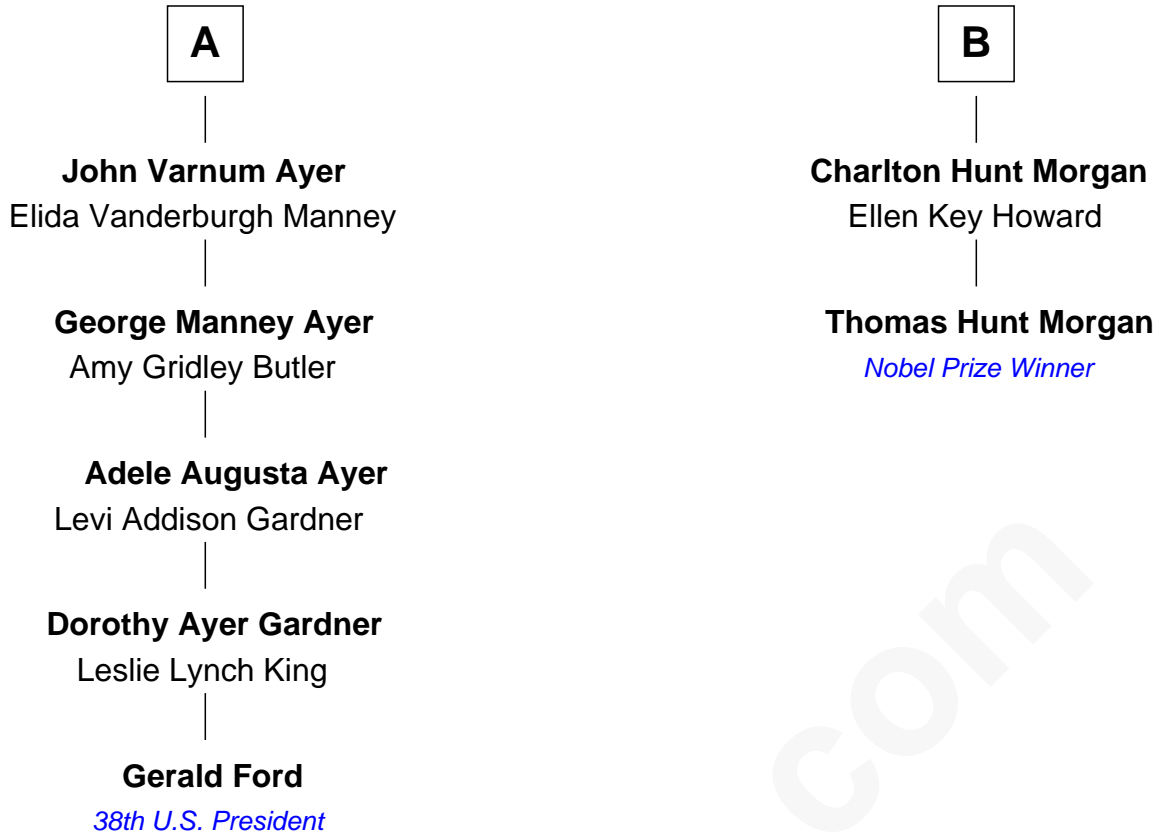 A
John Varnum Ayer
Elida Vanderburgh Manney
George Manney Ayer
Amy Gridley Butler
Adele Augusta Ayer
Levi Addison Gardner
Dorothy Ayer Gardner
Leslie Lynch King
Gerald Ford
38th U.S. President
B
Charlton Hunt Morgan
Ellen Key Howard
Thomas Hunt Morgan
Nobel Prize Winner
com